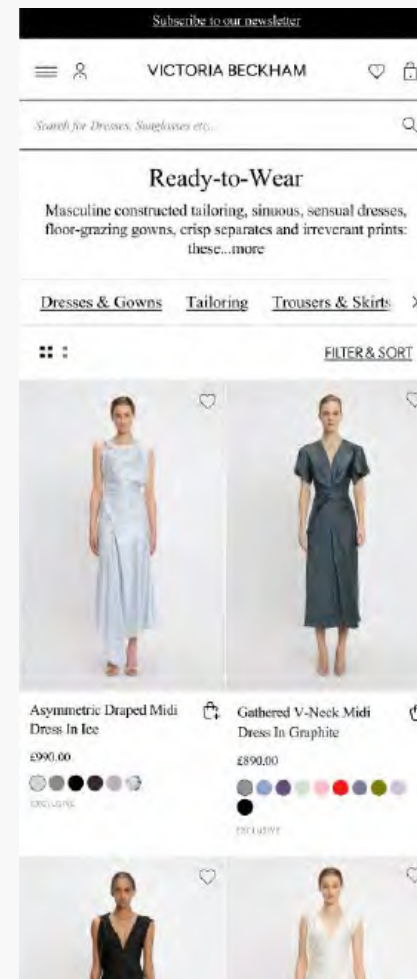 Subscribe to our newsletter
VICTORIA BECKHAM
Search for Dresses, Sunglasses etc...
Ready-to-Wear
Masculine constructed tailoring, sinuous, sensual dresses,
floor-grazing gowns, crisp separates and irreverant prints:
these...more
Dresses & Gowns Tailoring Trousers & Skirts
FILTER & SORT
Asymmetric Draped Midi
Dress In Ice
£990.00
EXCLUSIVE
Gathered V-Neck Midi
Dress In Graphite
£890.00
EXCLUSIVE